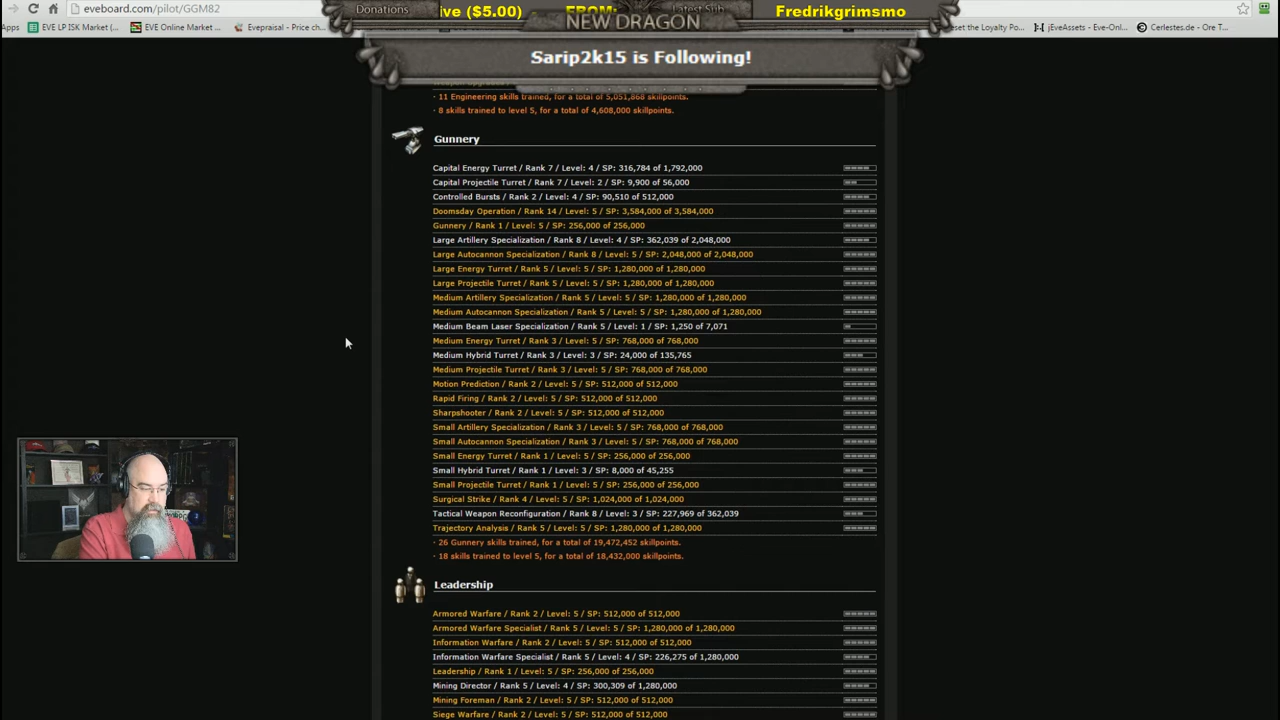 eveboard.com/pilot/GGM82
Donations
ive ($5.00) - FROM:
Latest Sub
Fredrikgrimsmo
NEW DRAGON
Apps
EVE LP ISK Market (...
EVE Online Market ...
Evepraisal - Price ch...
eset the Loyalty Po...
jEveAssets - Eve-Onl...
Cerlestes.de - Ore T...
Sarip2k15 is Following!
· 11 Engineering skills trained, for a total of 5,051,868 skillpoints.
· 8 skills trained to level 5, for a total of 4,608,000 skillpoints.
Gunnery
Capital Energy Turret / Rank 7 / Level: 4 / SP: 316,784 of 1,792,000
Capital Projectile Turret / Rank 7 / Level: 2 / SP: 9,900 of 56,000
Controlled Bursts / Rank 2 / Level: 4 / SP: 90,510 of 512,000
Doomsday Operation / Rank 14 / Level: 5 / SP: 3,584,000 of 3,584,000
Gunnery / Rank 1 / Level: 5 / SP: 256,000 of 256,000
Large Artillery Specialization / Rank 8 / Level: 4 / SP: 362,039 of 2,048,000
Large Autocannon Specialization / Rank 8 / Level: 5 / SP: 2,048,000 of 2,048,000
Large Energy Turret / Rank 5 / Level: 5 / SP: 1,280,000 of 1,280,000
Large Projectile Turret / Rank 5 / Level: 5 / SP: 1,280,000 of 1,280,000
Medium Artillery Specialization / Rank 5 / Level: 5 / SP: 1,280,000 of 1,280,000
Medium Autocannon Specialization / Rank 5 / Level: 5 / SP: 1,280,000 of 1,280,000
Medium Beam Laser Specialization / Rank 5 / Level: 1 / SP: 1,250 of 7,071
Medium Energy Turret / Rank 3 / Level: 5 / SP: 768,000 of 768,000
Medium Hybrid Turret / Rank 3 / Level: 3 / SP: 24,000 of 135,765
Medium Projectile Turret / Rank 3 / Level: 5 / SP: 768,000 of 768,000
Motion Prediction / Rank 2 / Level: 5 / SP: 512,000 of 512,000
Rapid Firing / Rank 2 / Level: 5 / SP: 512,000 of 512,000
Sharpshooter / Rank 2 / Level: 5 / SP: 512,000 of 512,000
Small Artillery Specialization / Rank 3 / Level: 5 / SP: 768,000 of 768,000
Small Autocannon Specialization / Rank 3 / Level: 5 / SP: 768,000 of 768,000
Small Energy Turret / Rank 1 / Level: 5 / SP: 256,000 of 256,000
Small Hybrid Turret / Rank 1 / Level: 3 / SP: 8,000 of 45,255
Small Projectile Turret / Rank 1 / Level: 5 / SP: 256,000 of 256,000
Surgical Strike / Rank 4 / Level: 5 / SP: 1,024,000 of 1,024,000
Tactical Weapon Reconfiguration / Rank 8 / Level: 3 / SP: 227,969 of 362,039
Trajectory Analysis / Rank 5 / Level: 5 / SP: 1,280,000 of 1,280,000
· 26 Gunnery skills trained, for a total of 19,472,452 skillpoints.
· 18 skills trained to level 5, for a total of 18,432,000 skillpoints.
Leadership
Armored Warfare / Rank 2 / Level: 5 / SP: 512,000 of 512,000
Armored Warfare Specialist / Rank 5 / Level: 5 / SP: 1,280,000 of 1,280,000
Information Warfare / Rank 2 / Level: 5 / SP: 512,000 of 512,000
Information Warfare Specialist / Rank 5 / Level: 4 / SP: 226,275 of 1,280,000
Leadership / Rank 1 / Level: 5 / SP: 256,000 of 256,000
Mining Director / Rank 5 / Level: 4 / SP: 300,309 of 1,280,000
Mining Foreman / Rank 2 / Level: 5 / SP: 512,000 of 512,000
Siege Warfare / Rank 2 / Level: 5 / SP: 512,000 of 512,000